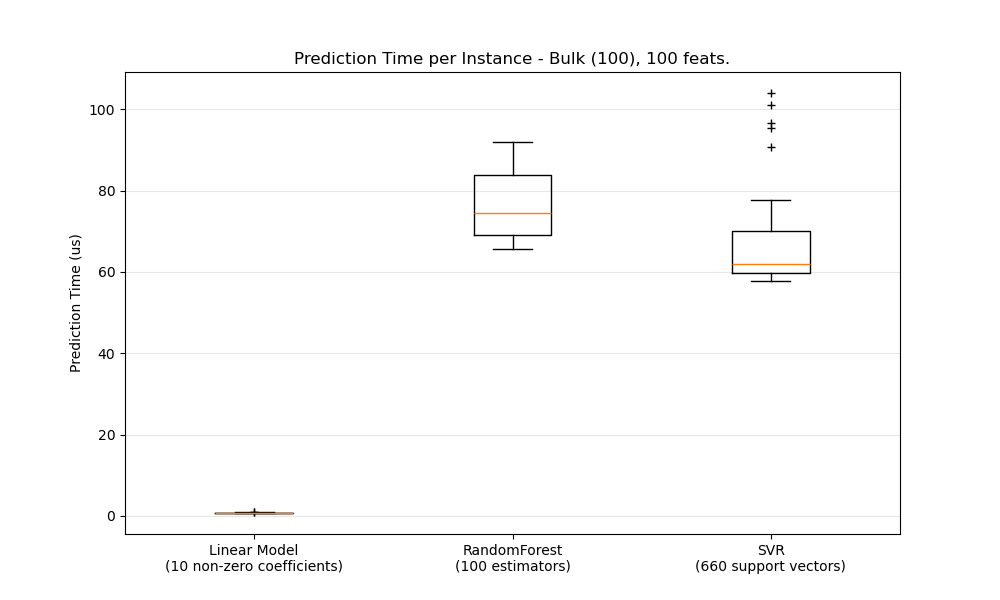 Prediction Time per Instance - Bulk (100), 100 feats.
Prediction Time (us)
100
80
60
40
20
0
Linear Model
(10 non-zero coefficients)
RandomForest
(100 estimators)
SVR
(660 support vectors)